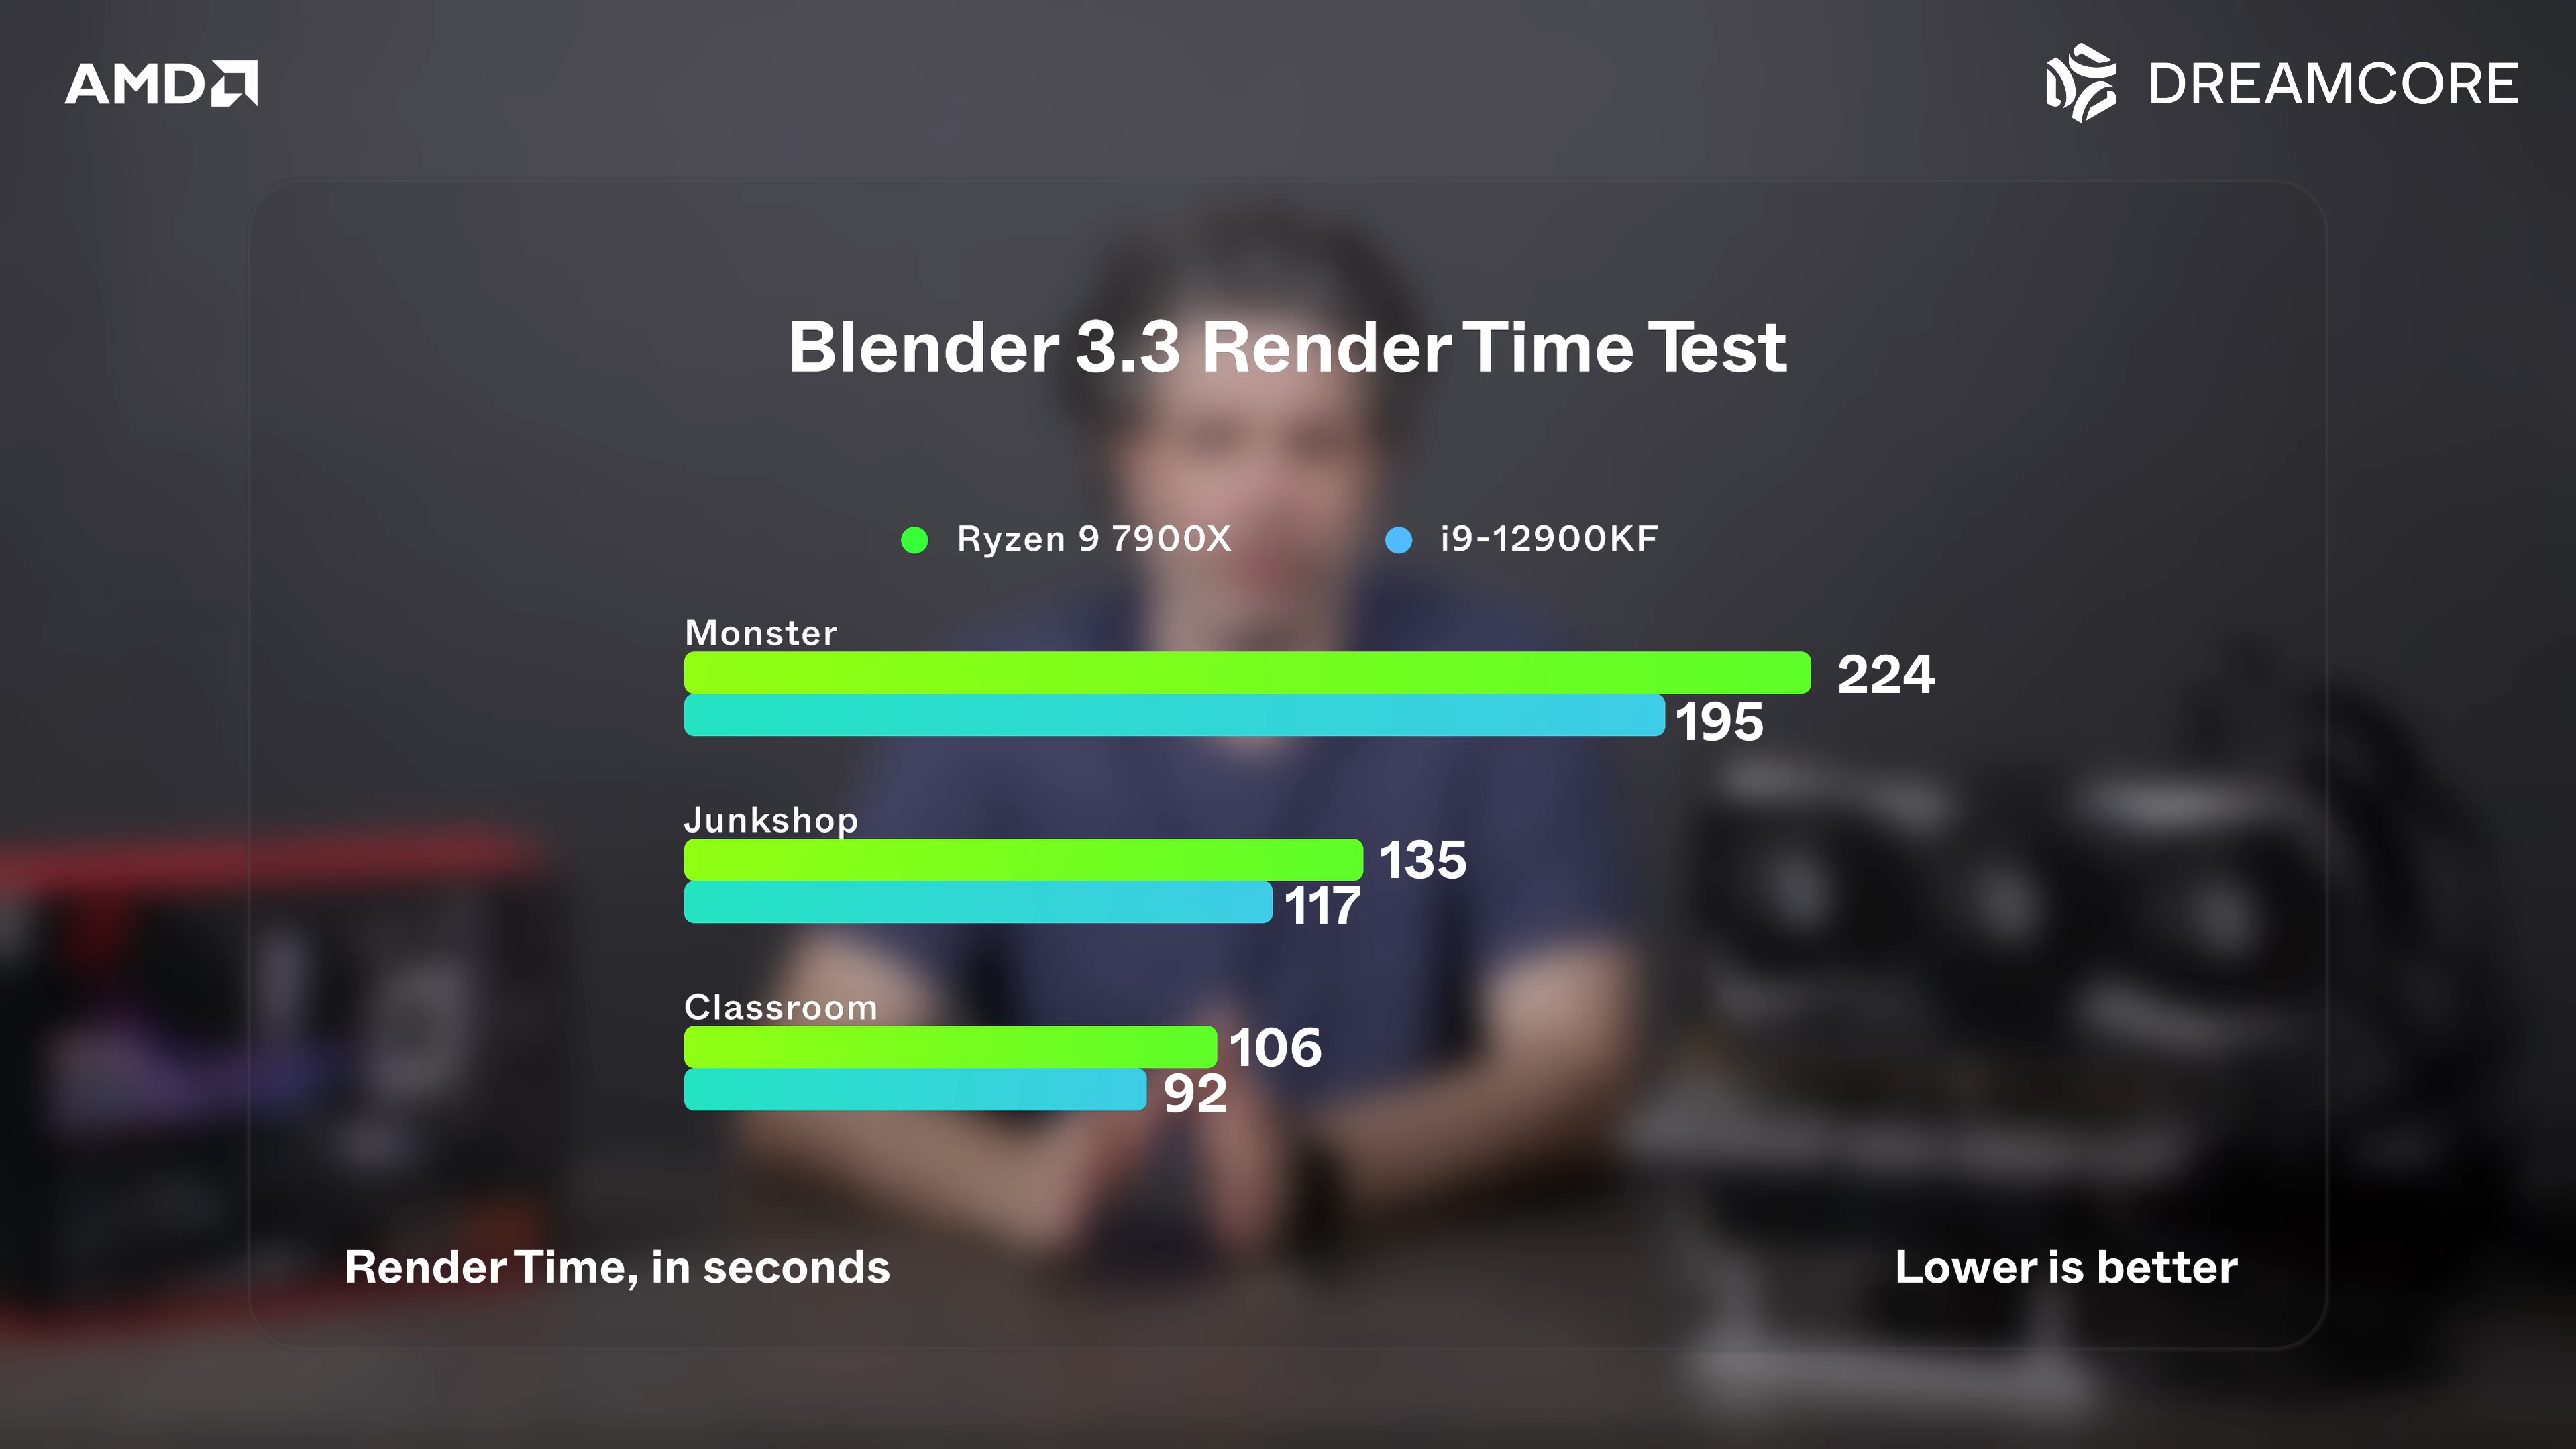 AMD
DREAMCORE
Blender 3.3 Render Time Test
Ryzen 9 7900X
i9-12900KF
Monster
224
195
Junkshop
135
117
Classroom
106
92
Render Time, in seconds
Lower is better